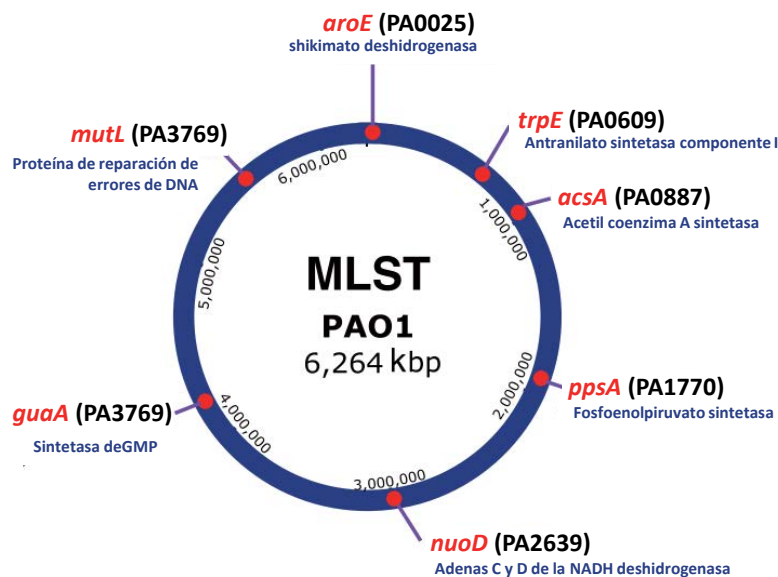 aroE (PA0025)
shikimato deshidrogenasa
trpE (PA0609)
Antranilato sintetasa componente I
mutL (PA3769)
Proteína de reparación de
errores de DNA
acsA (PA0887)
Acetil coenzima A sintetasa
6,000,000
1,000,000
5,000,000
MLST
PAO1
6,264 kbp
2,000,000
ppsA (PA1770)
Fosfoenolpiruvato sintetasa
guaA (PA3769)
Sintetasa deGMP
4,000,000
3,000,000
nuoD (PA2639)
Adenas C y D de la NADH deshidrogenasa